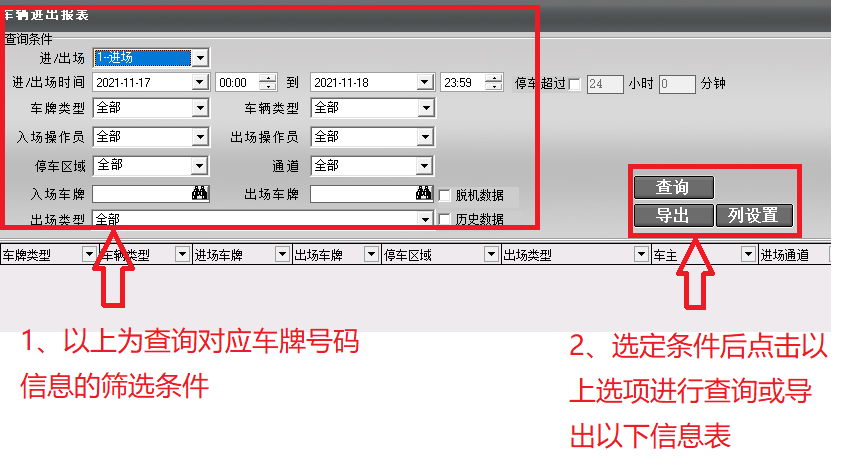 车辆进出报表
查询条件
进/出场 1--进场
进/出场时间 2021-11-17 00:00 到 2021-11-18 23:59 停车超过 24 小时 0 分钟
车牌类型 全部 车辆类型 全部
入场操作员 全部 出场操作员 全部
停车区域 全部 通道 全部
入场车牌 出场车牌 脱机数据
出场类型 全部 历史数据
查询
导出 列设置
车牌类型 车辆类型 进场车牌 出场车牌 停车区域 出场类型 车主 进场通道
1、以上为查询对应车牌号码
信息的筛选条件
2、选定条件后点击以
上选项进行查询或导
出以下信息表